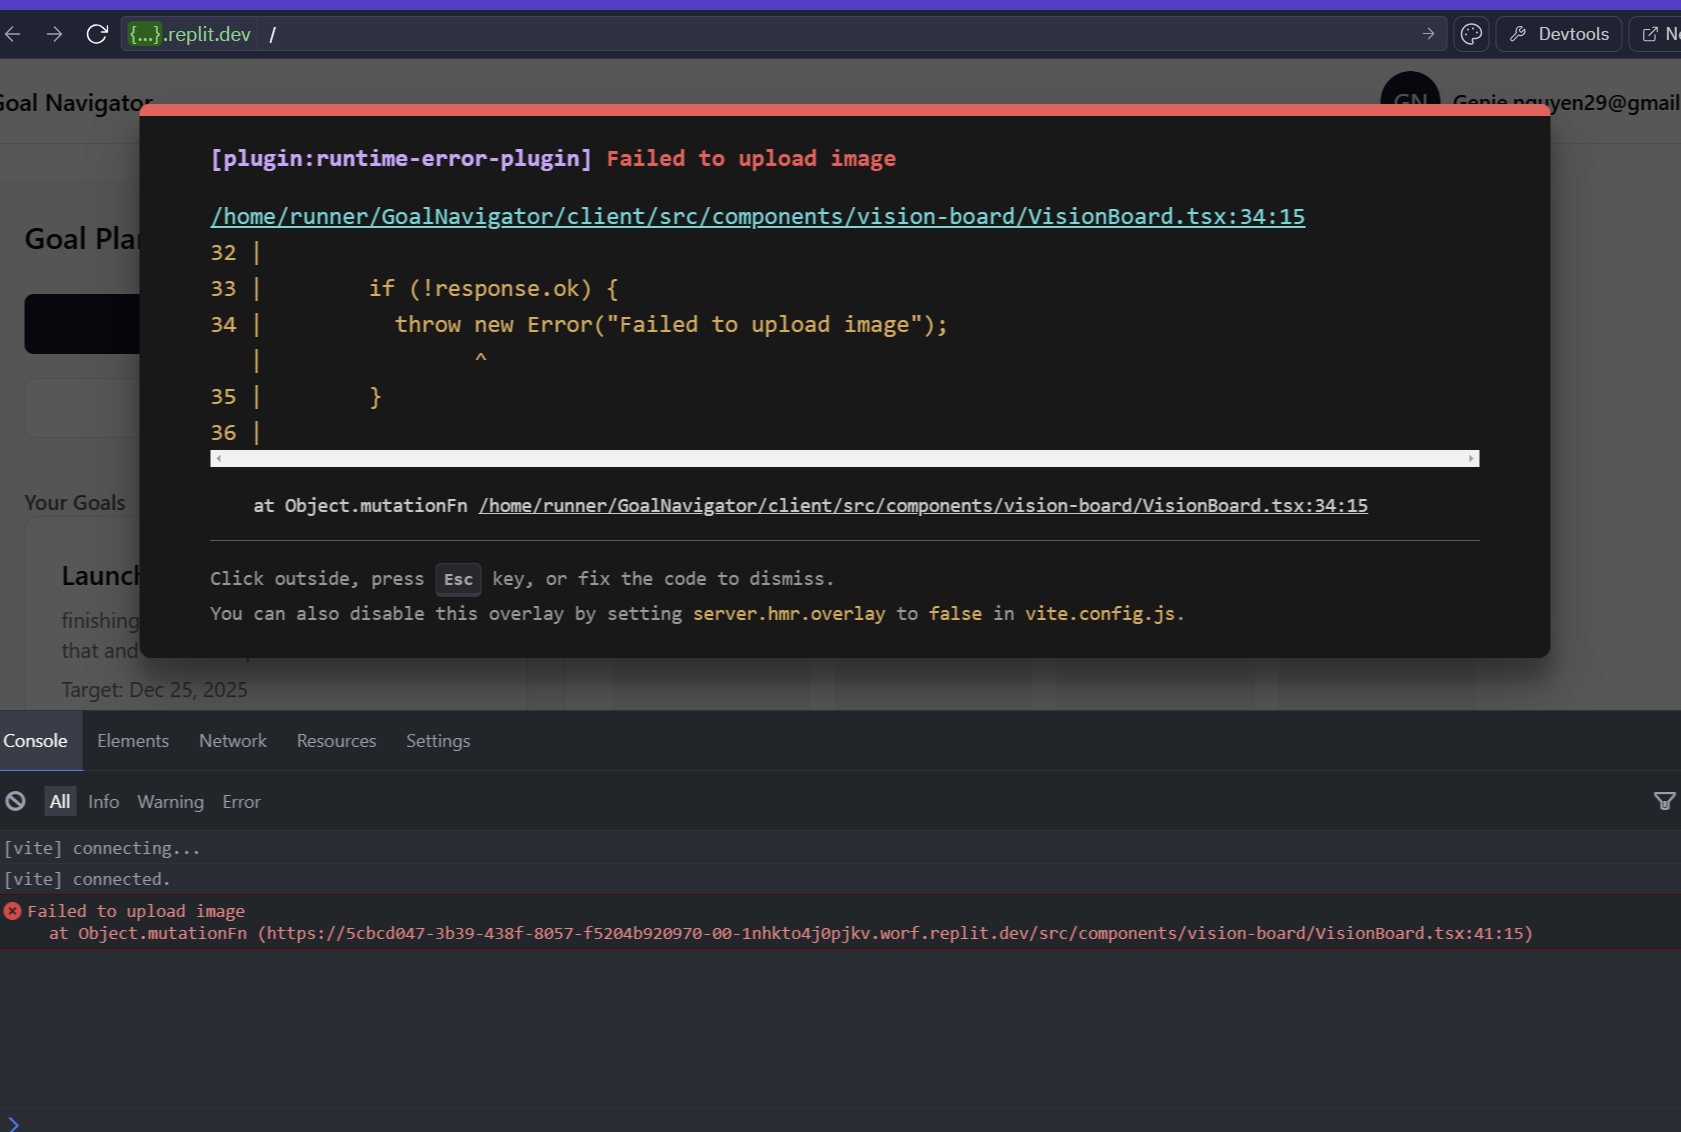 {...}.replit.dev /
Devtools
Goal Navigator
GN
Genie.nguyen29@gmail
[plugin:runtime-error-plugin] Failed to upload image
/home/runner/GoalNavigator/client/src/components/vision-board/VisionBoard.tsx:34:15
Goal Plan
32 |
33 | if (!response.ok) {
34 | throw new Error("Failed to upload image");
| ^
35 | }
36 |
at Object.mutationFn /home/runner/GoalNavigator/client/src/components/vision-board/VisionBoard.tsx:34:15
Your Goals
Launch
Click outside, press Esc key, or fix the code to dismiss.
You can also disable this overlay by setting server.hmr.overlay to false in vite.config.js.
finishing
that and
Target: Dec 25, 2025
Console Elements Network Resources Settings
All Info Warning Error
[vite] connecting...
[vite] connected.
Failed to upload image
at Object.mutationFn (https://5cbcd047-3b39-438f-8057-f5204b920970-00-1nhkto4j0pjkv.worf.replit.dev/src/components/vision-board/VisionBoard.tsx:41:15)